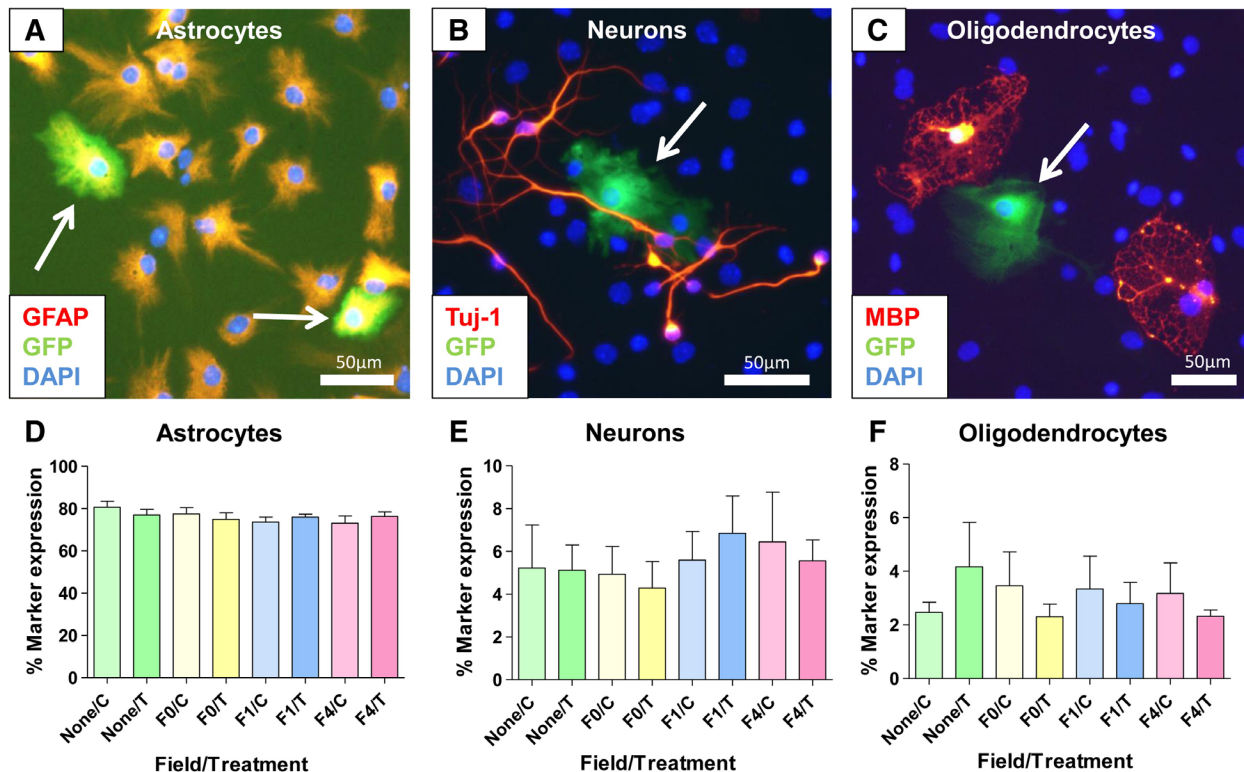 A
Astrocytes
GFAP
GFP
DAPI
50μm
B
Neurons
Tuj-1
GFP
DAPI
50μm
C
Oligodendrocytes
MBP
GFP
DAPI
50μm
D
Astrocytes
% Marker expression
100
80
60
40
20
0
None/C
None/T
F0/C
F0/T
F1/C
F1/T
F4/C
F4/T
Field/Treatment
E
Neurons
% Marker expression
10
8
6
4
2
0
None/C
None/T
F0/C
F0/T
F1/C
F1/T
F4/C
F4/T
Field/Treatment
F
Oligodendrocytes
% Marker expression
8
6
4
2
0
None/C
None/T
F0/C
F0/T
F1/C
F1/T
F4/C
F4/T
Field/Treatment